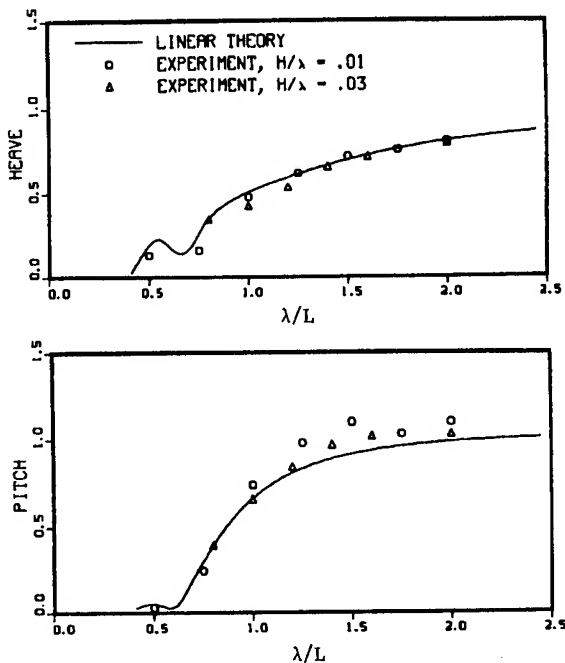 LINEAR THEORY
EXPERIMENT, H/λ = .01
EXPERIMENT, H/λ = .03
HEAVE
1.5
1.0
0.5
0.0
0.0 0.5 1.0 1.5 2.0 2.5
λ/L
PITCH
1.5
1.0
0.5
0.0
0.0 0.5 1.0 1.5 2.0 2.5
λ/L